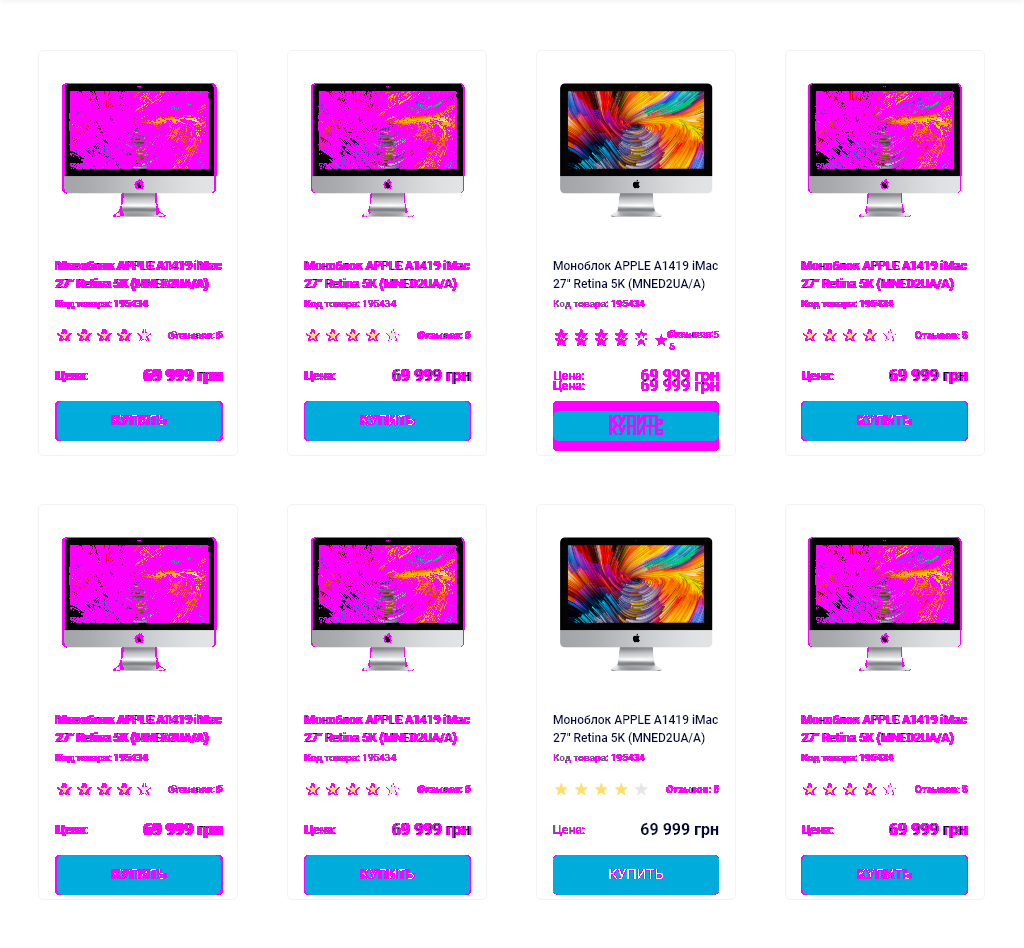 Моноблок APPLE A1419 iMac
27" Retina 5K (MNED2UA/A)
Код товара: 195434
Отзывов: 5
Цена: 69 999 грн
КУПИТЬ
Моноблок APPLE A1419 iMac
27" Retina 5K (MNED2UA/A)
Код товара: 195434
Отзывов: 5
Цена: 69 999 грн
КУПИТЬ
Моноблок APPLE A1419 iMac
27" Retina 5K (MNED2UA/A)
Код товара: 195434
Отзывов: 5
5
Цена: 69 999 грн
Цена: 69 999 грн
КУПИТЬ
КУПИТЬ
Моноблок APPLE A1419 iMac
27" Retina 5K (MNED2UA/A)
Код товара: 195434
Отзывов: 5
Цена: 69 999 грн
КУПИТЬ
Моноблок APPLE A1419 iMac
27" Retina 5K (MNED2UA/A)
Код товара: 195434
Отзывов: 5
Цена: 69 999 грн
КУПИТЬ
Моноблок APPLE A1419 iMac
27" Retina 5K (MNED2UA/A)
Код товара: 195434
Отзывов: 5
Цена: 69 999 грн
КУПИТЬ
Моноблок APPLE A1419 iMac
27" Retina 5K (MNED2UA/A)
Код товара: 195434
Отзывов: 5
Цена: 69 999 грн
КУПИТЬ
Моноблок APPLE A1419 iMac
27" Retina 5K (MNED2UA/A)
Код товара: 195434
Отзывов: 5
Цена: 69 999 грн
КУПИТЬ